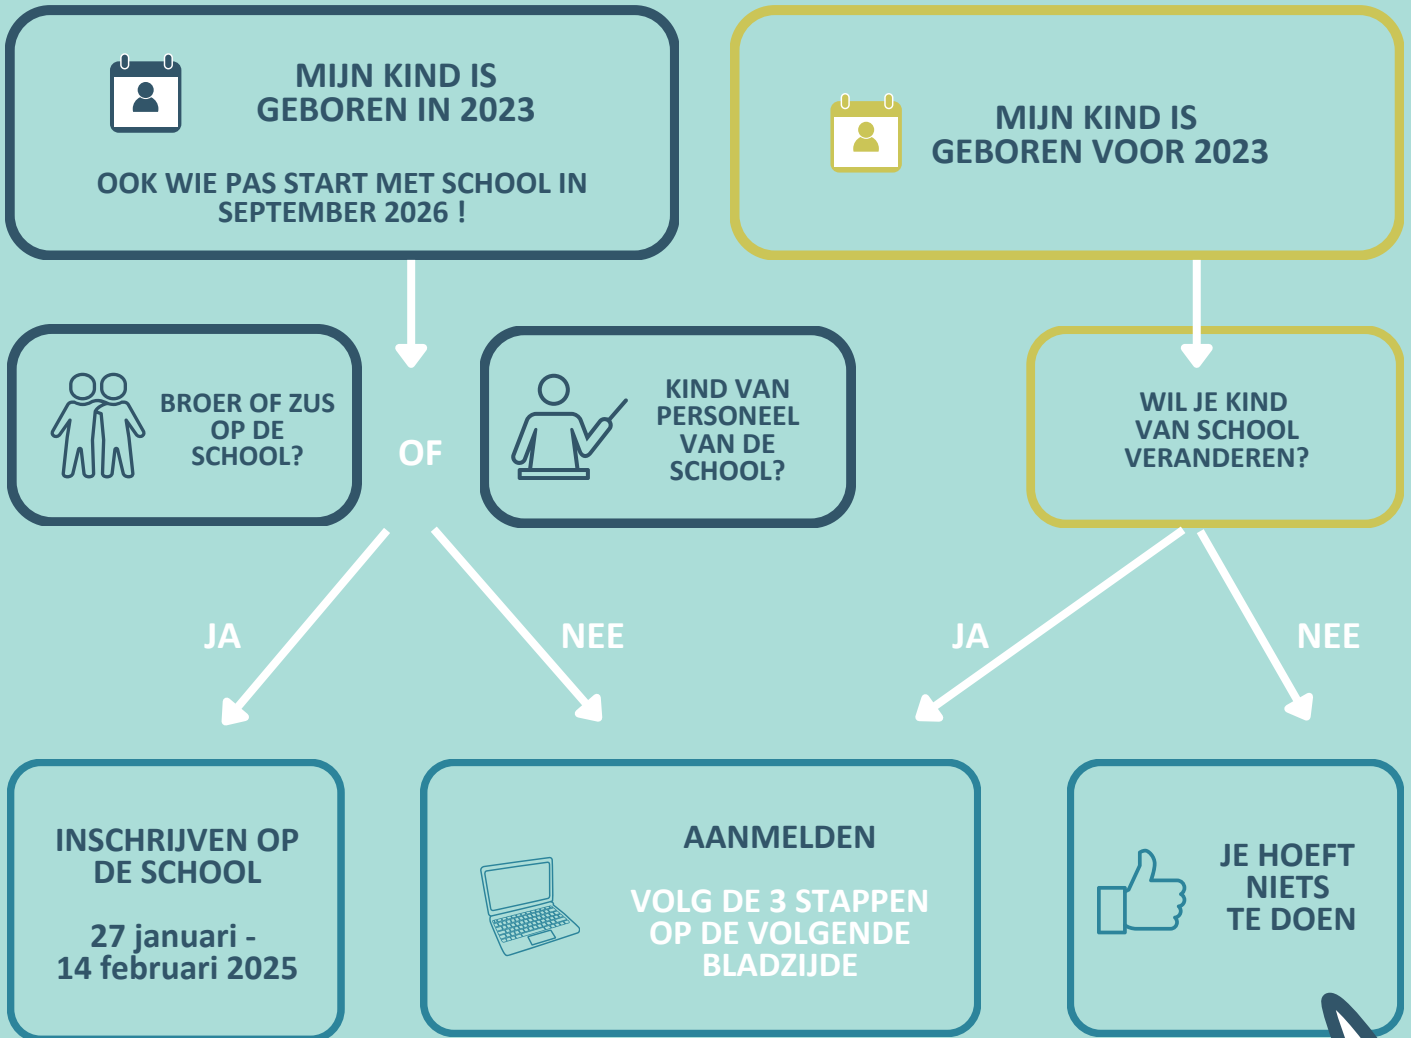 MIJN KIND IS
GEBOREN IN 2023
OOK WIE PAS START MET SCHOOL IN
SEPTEMBER 2026 !
MIJN KIND IS
GEBOREN VOOR 2023
BROER OF ZUS
OP DE
SCHOOL?
OF
KIND VAN
PERSONEEL
VAN DE
SCHOOL?
WIL JE KIND
VAN SCHOOL
VERANDEREN?
JA
NEE
JA
NEE
INSCHRIJVEN OP
DE SCHOOL
27 januari -
14 februari 2025
AANMELDEN
VOLG DE 3 STAPPEN
OP DE VOLGENDE
BLADZIJDE
JE HOEFT
NIETS
TE DOEN